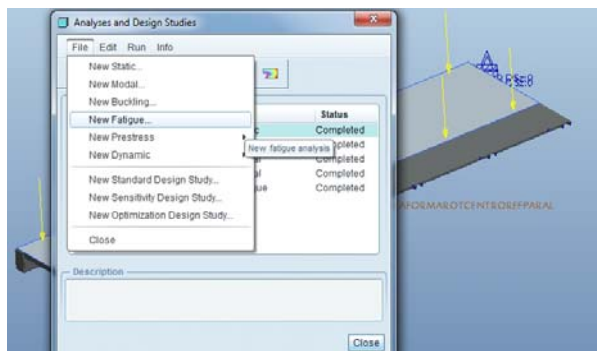 Analyses and Design Studies
File Edit Run Info
New Static...
New Modal...
New Buckling...
New Fatigue...
New Prestress
New Dynamic
New fatigue analysis
New Standard Design Study...
New Sensitivity Design Study...
New Optimization Design Study...
Close
Status
Completed
Completed
Completed
Completed
Description
Close
AFORMAROTCENTROREFPARAL